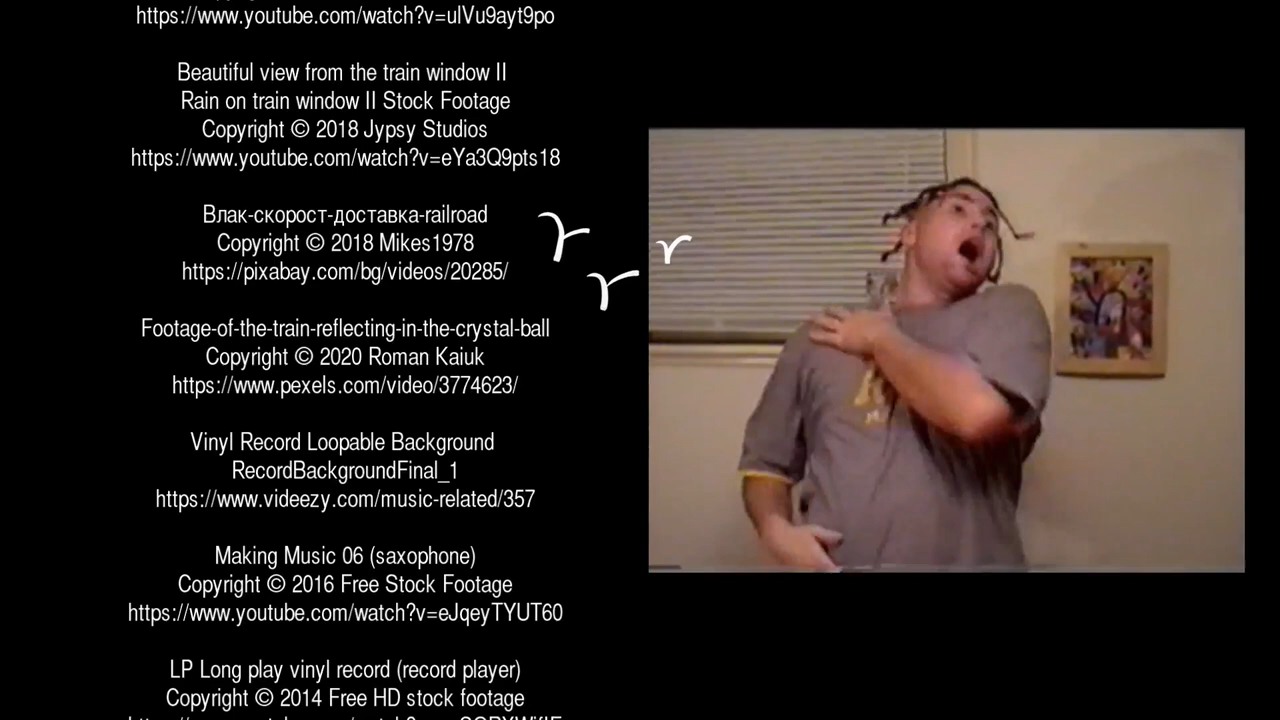 https://www.youtube.com/watch?v=ulVu9ayt9po
Beautiful view from the train window II
Rain on train window II Stock Footage
Copyright © 2018 Jypsy Studios
https://www.youtube.com/watch?v=eYa3Q9pts18
Влак-скорост-доставка-railroad
Copyright © 2018 Mikes1978
https://pixabay.com/bg/videos/20285/
Footage-of-the-train-reflecting-in-the-crystal-ball
Copyright © 2020 Roman Kaiuk
https://www.pexels.com/video/3774623/
Vinyl Record Loopable Background
RecordBackgroundFinal_1
https://www.videezy.com/music-related/357
Making Music 06 (saxophone)
Copyright © 2016 Free Stock Footage
https://www.youtube.com/watch?v=eJqeyTYUT60
LP Long play vinyl record (record player)
Copyright © 2014 Free HD stock footage